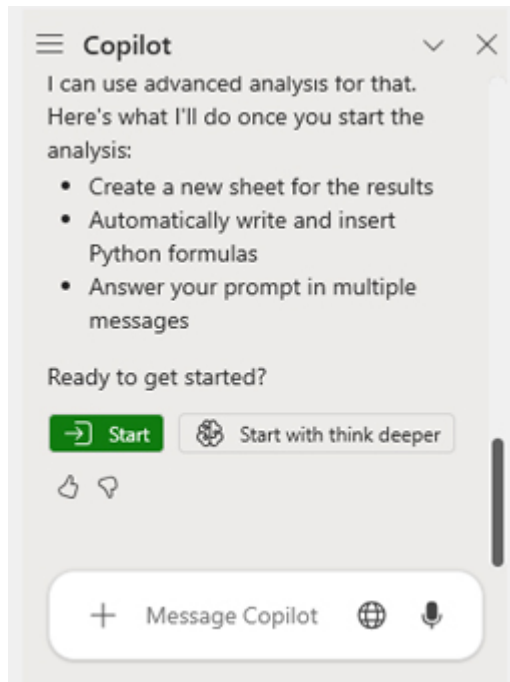 Copilot
I can use advanced analysis for that.
Here's what I'll do once you start the
analysis:
• Create a new sheet for the results
• Automatically write and insert
Python formulas
• Answer your prompt in multiple
messages
Ready to get started?
Start
Start with think deeper
Message Copilot